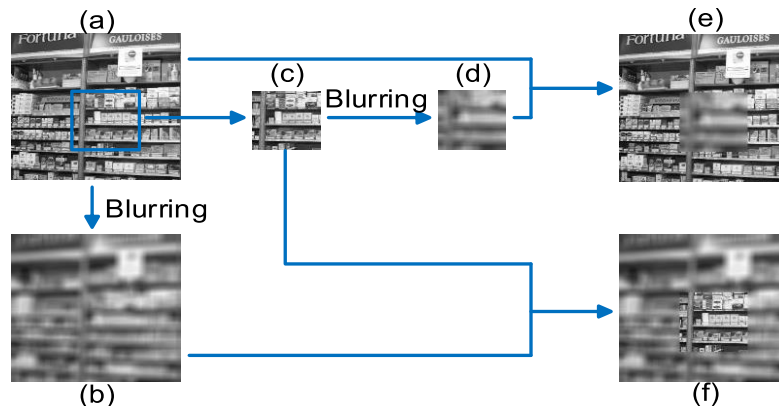 (a)
Fortuna GAULOISES
(c)
Blurring
(d)
(e)
Fortuna GAULOISES
Blurring
(b)
(f)